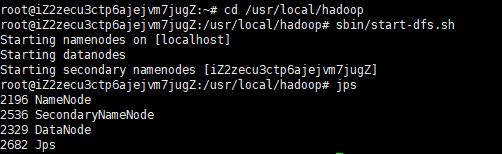 root@iZ2zecu3ctp6ajejvm7jugZ:~# cd /usr/local/hadoop
root@iZ2zecu3ctp6ajejvm7jugZ:/usr/local/hadoop# sbin/start-dfs.sh
Starting namenodes on [localhost]
Starting datanodes
Starting secondary namenodes [iZ2zecu3ctp6ajejvm7jugZ]
root@iZ2zecu3ctp6ajejvm7jugZ:/usr/local/hadoop# jps
2196 NameNode
2536 SecondaryNameNode
2329 DataNode
2682 Jps